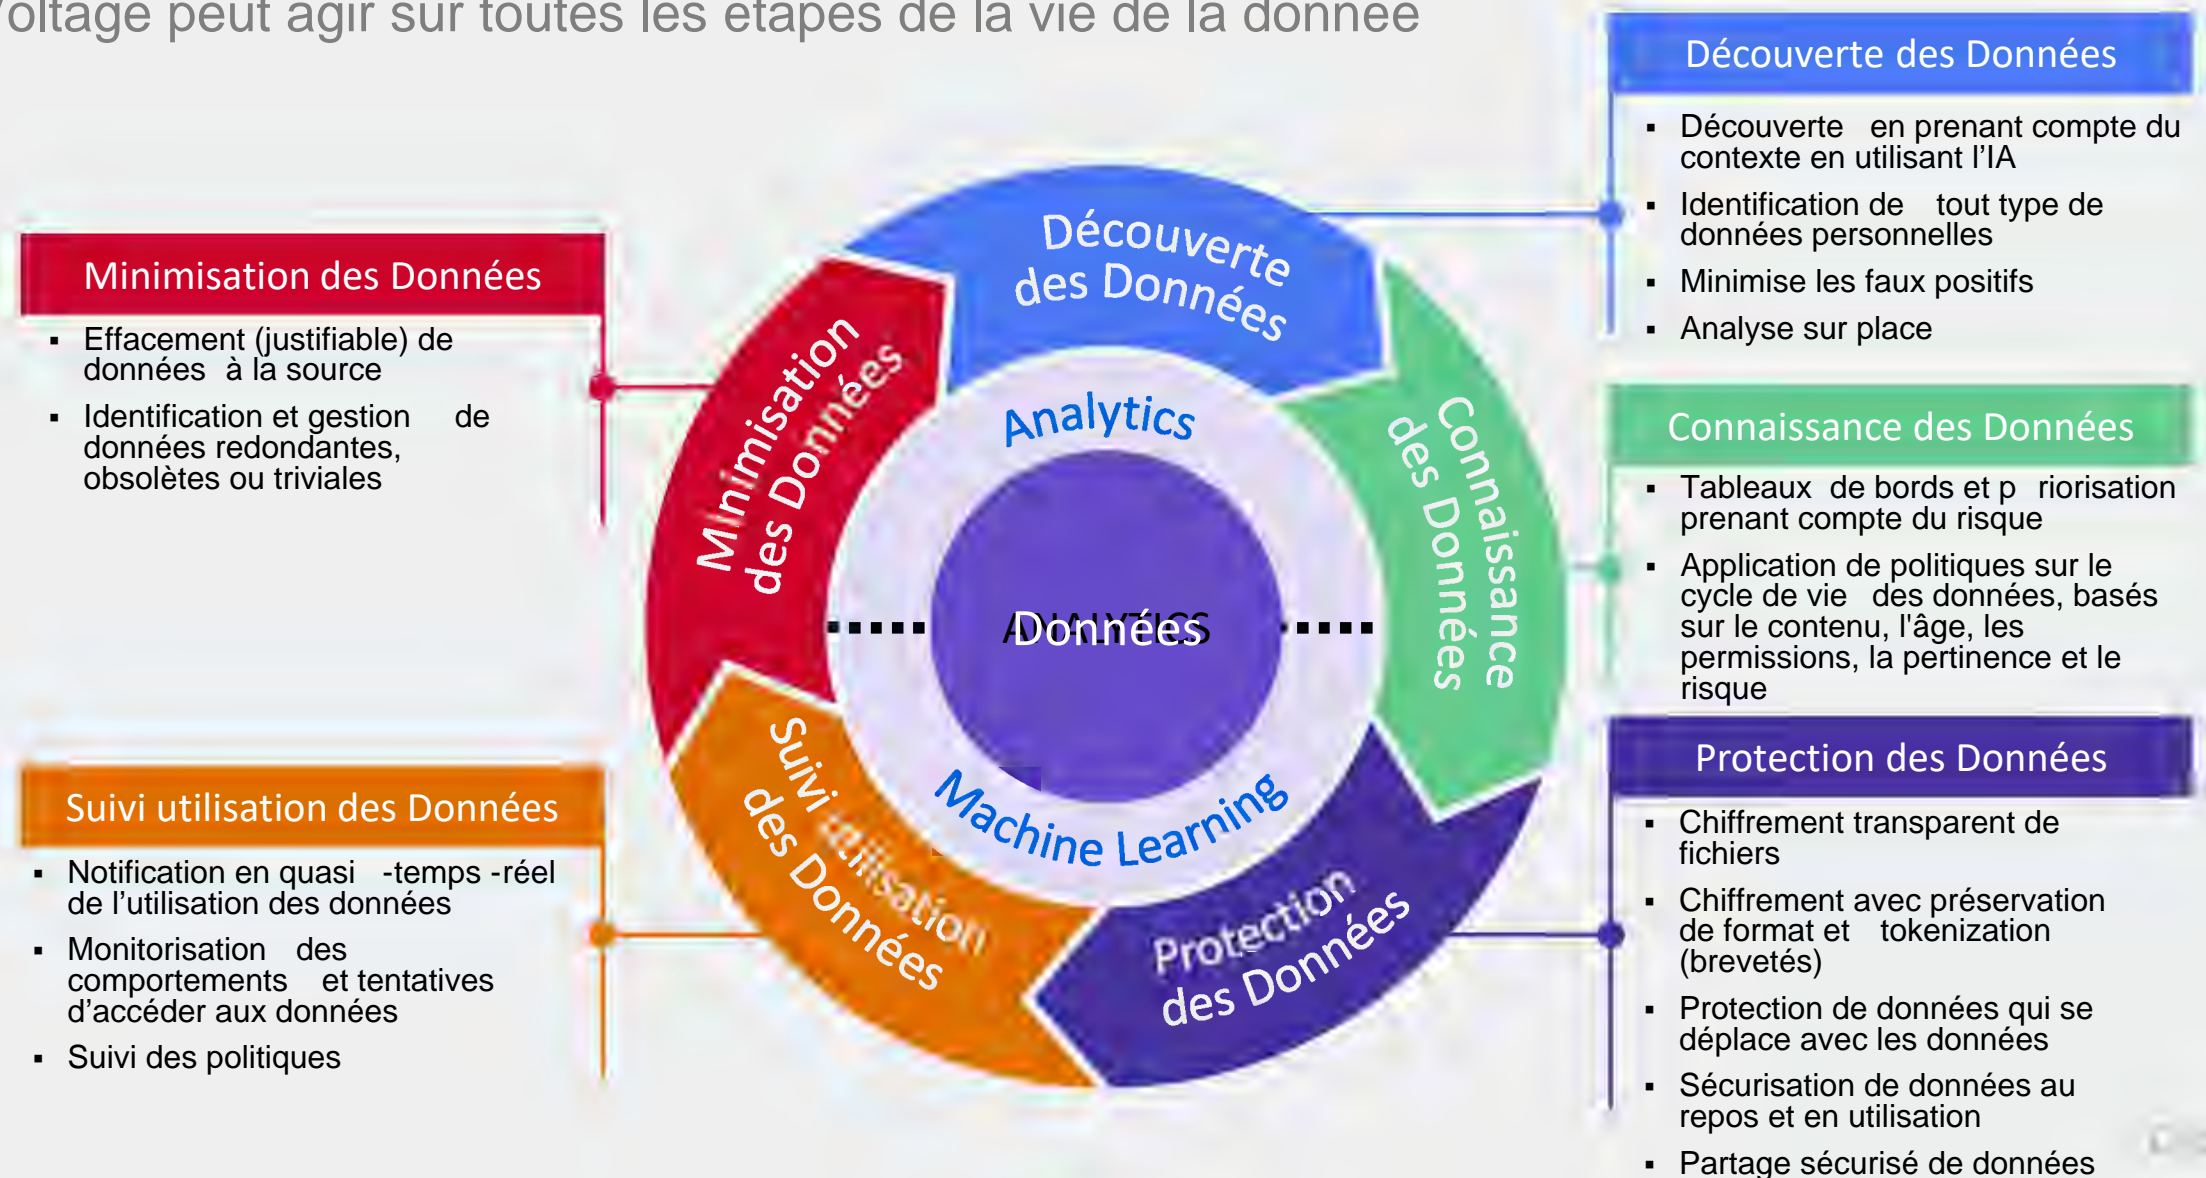 Voltage peut agir sur toutes les étapes de la vie de la donnée
Découverte des Données
▪ Découverte en prenant compte du
contexte en utilisant l'IA
▪ Identification de tout type de
données personnelles
▪ Minimise les faux positifs
▪ Analyse sur place
Connaissance des Données
▪ Tableaux de bords et p riorisation
prenant compte du risque
▪ Application de politiques sur le
cycle de vie des données, basés
sur le contenu, l'âge, les
permissions, la pertinence et le
risque
Protection des Données
▪ Chiffrement transparent de
fichiers
▪ Chiffrement avec préservation
de format et tokenization
(brevetés)
▪ Protection de données qui se
déplace avec les données
▪ Sécurisation de données au
repos et en utilisation
▪ Partage sécurisé de données
Minimisation des Données
▪ Effacement (justifiable) de
données à la source
▪ Identification et gestion de
données redondantes,
obsolètes ou triviales
Suivi utilisation des Données
▪ Notification en quasi -temps -réel
de l'utilisation des données
▪ Monitorisation des
comportements et tentatives
d'accéder aux données
▪ Suivi des politiques
Découverte
des Données
Connaissance
des Données
Protection
des Données
Suivi utilisation
des Données
Minimisation
des Données
Analytics
ANALYTICS
Données
Machine Learning